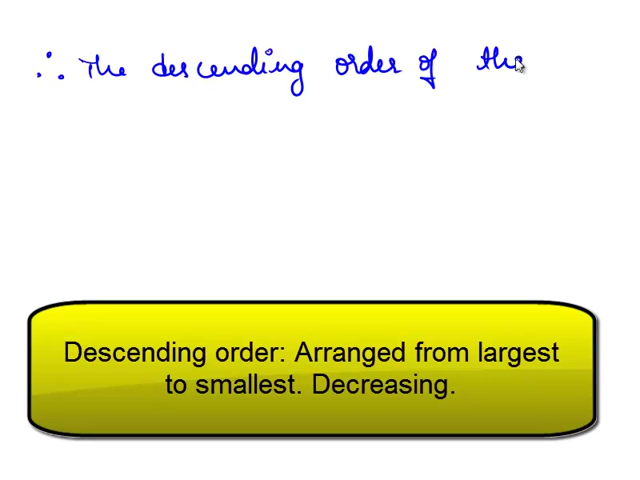 ∴ The descending order of the
Descending order: Arranged from largest
to smallest. Decreasing.